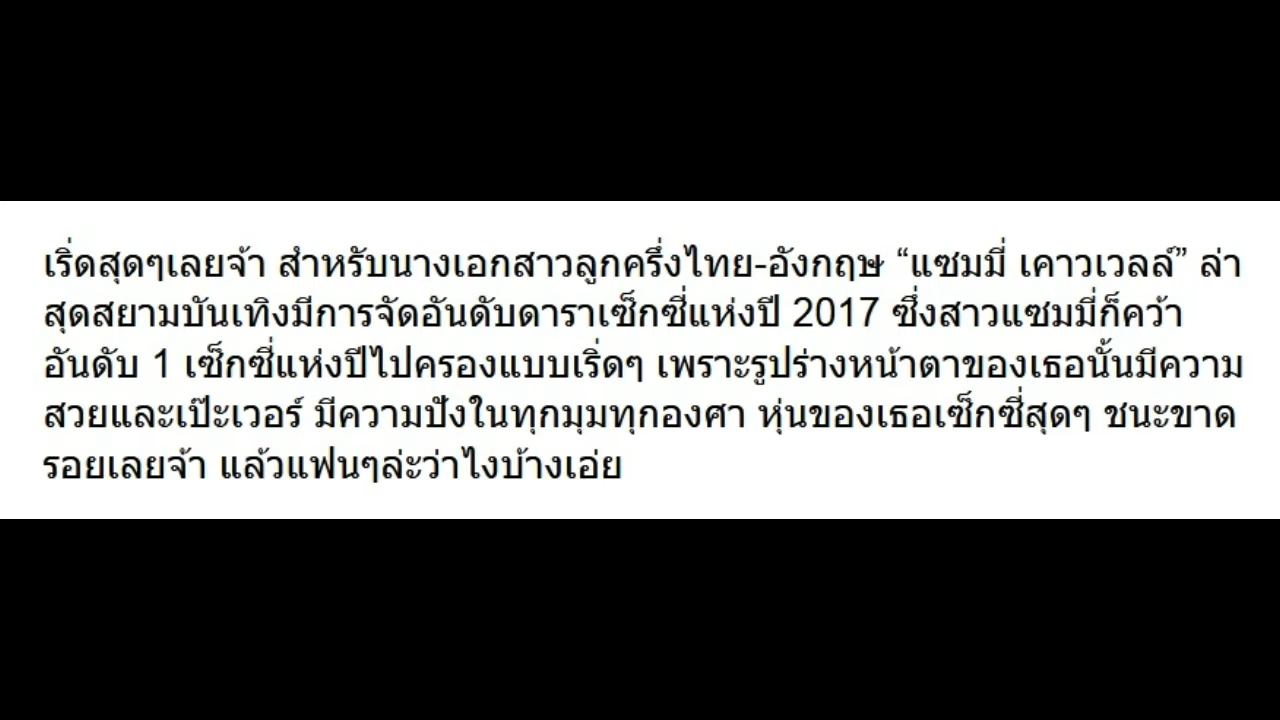 เริ่ดสุดๆเลยจ้า สำหรับนางเอกสาวลูกครึ่งไทย-อังกฤษ “แซมมี่ เคาวเวลล์” ล่า
สุดสยามบันเทิงมีการจัดอันดับดาราเซ็กซี่แห่งปี 2017 ซึ่งสาวแซมมี่ก็คว้า
อันดับ 1 เซ็กซี่แห่งปีไปครองแบบเริ่ดๆ เพราะรูปร่างหน้าตาของเธอนั้นมีความ
สวยและเป๊ะเวอร์ มีความปังในทุกมุมทุกองศา หุ่นของเธอเซ็กซี่สุดๆ ชนะขาด
รอยเลยจ้า แล้วแฟนๆล่ะว่าไงบ้างเอ่ย